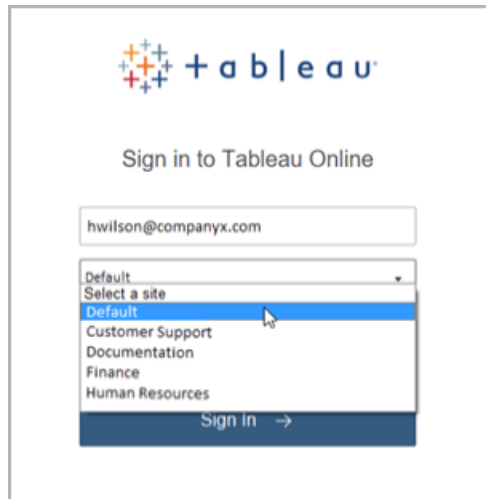 + a b | e a u
Sign in to Tableau Online
hwilson@companyx.com
Default
Select a site
Default
Customer Support
Documentation
Finance
Human Resources
Sign In →